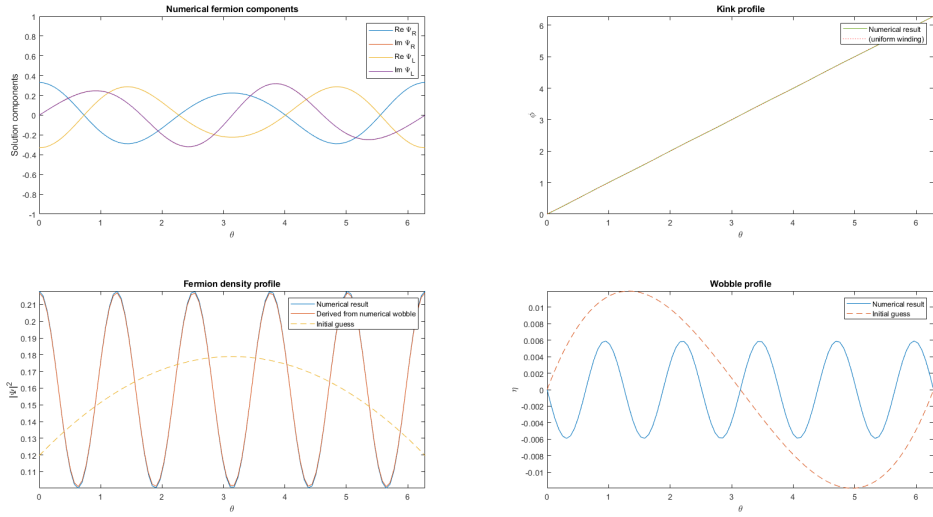 Numerical fermion components
Solution components
1
0.8
0.6
0.4
0.2
0
-0.2
-0.4
-0.6
-0.8
-1
Re Ψ_R
Im Ψ_R
Re Ψ_L
Im Ψ_L
0 1 2 3 4 5 6
θ
Kink profile
ϕ
6
5
4
3
2
1
0
Numerical result
(uniform winding)
0 1 2 3 4 5 6
θ
Fermion density profile
|Ψ|²
0.21
0.2
0.19
0.18
0.17
0.16
0.15
0.14
0.13
0.12
0.11
Numerical result
Derived from numerical wobble
Initial guess
0 1 2 3 4 5 6
θ
Wobble profile
η
0.01
0.008
0.006
0.004
0.002
0
-0.002
-0.004
-0.006
-0.008
-0.01
Numerical result
Initial guess
0 1 2 3 4 5 6
θ